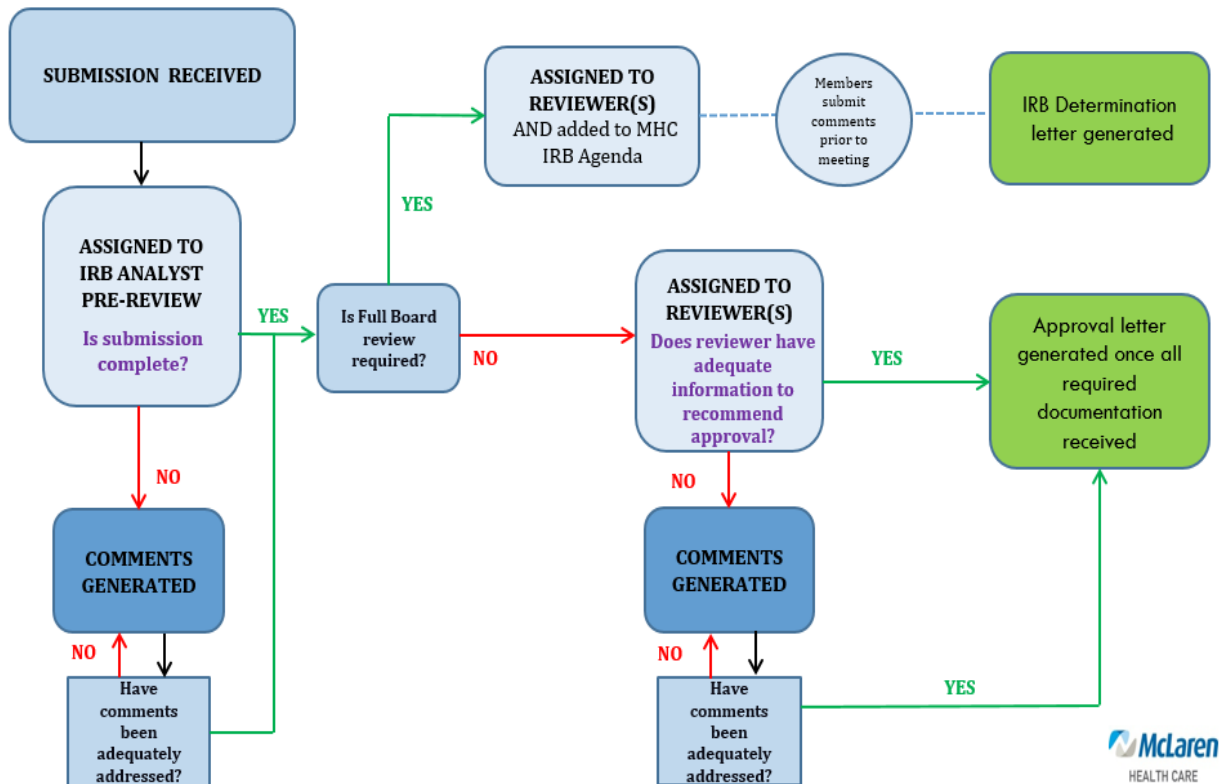 SUBMISSION RECEIVED
ASSIGNED TO
REVIEWER(S)
AND added to MHC
IRB Agenda
Members
submit
comments
prior to
meeting
IRB Determination
letter generated
YES
ASSIGNED TO
IRB ANALYST
PRE-REVIEW
Is submission
complete?
YES
Is Full Board
review
required?
NO
ASSIGNED TO
REVIEWER(S)
Does reviewer have
adequate
information to
recommend
approval?
YES
Approval letter
generated once all
required
documentation
received
NO
NO
COMMENTS
GENERATED
COMMENTS
GENERATED
NO
NO
Have
comments
been
adequately
addressed?
Have
comments
been
adequately
addressed?
YES
McLaren
HEALTH CARE